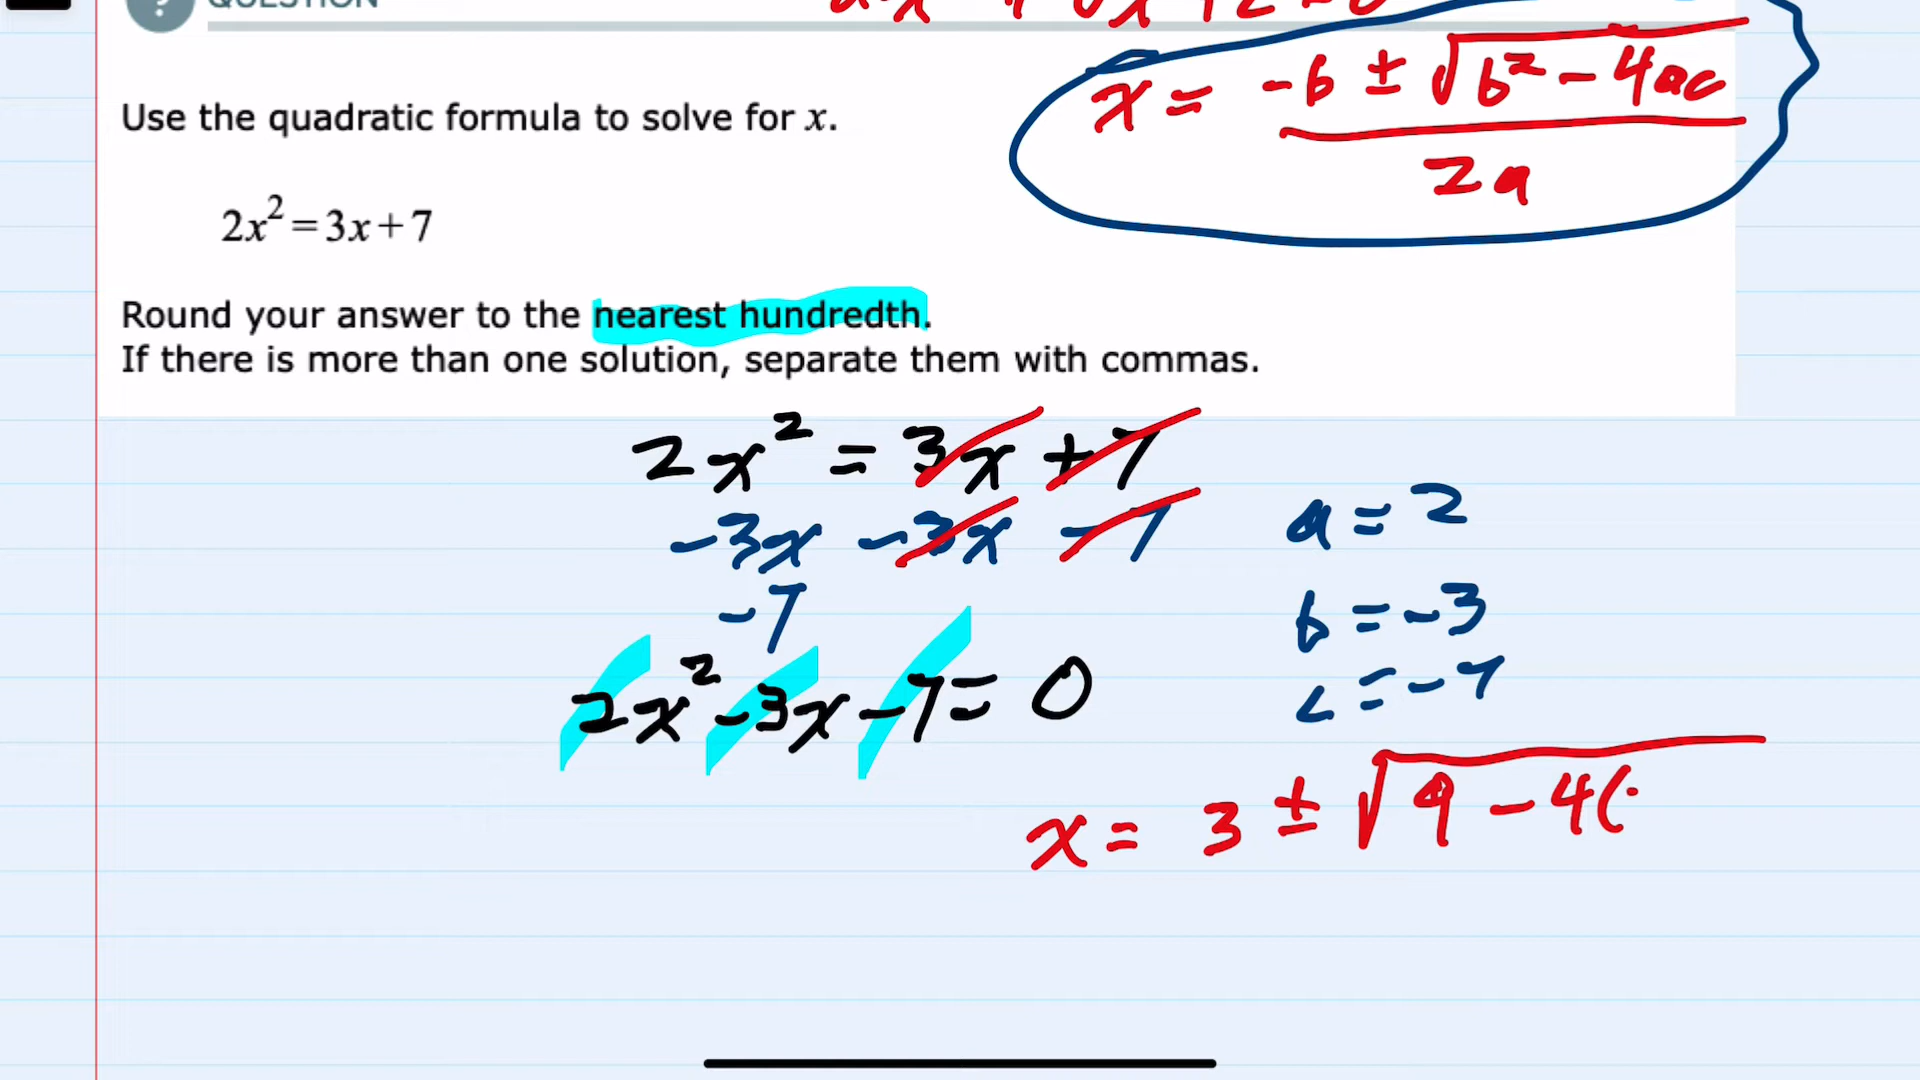 ? QUESTION
x = -b ± √b² - 4ac
2a
Use the quadratic formula to solve for x.
2x² = 3x + 7
Round your answer to the nearest hundredth.
If there is more than one solution, separate them with commas.
2x² = 3x + 7
-3x -3x -7
-7
2x² -3x -7 = 0
a = 2
b = -3
c = -7
x = 3 ± √9 - 4(